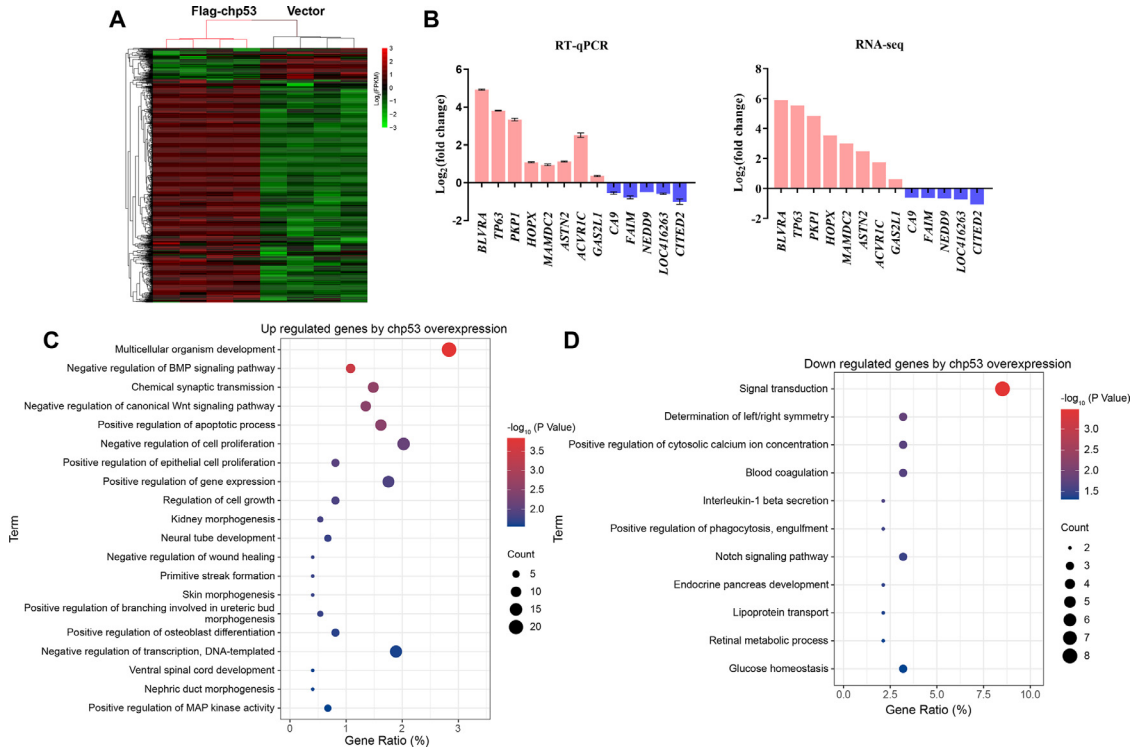 A
Flag-chp53
Vector
3
2
1
0
−1
−2
−3
Log2(FPKM)
B
RT-qPCR
Log2(fold change)
6
4
2
0
-2
BLVRA
TP63
PKP1
HOPX
MAMDC2
ASTN2
ACVR1C
GAS2L1
CA9
FAIM
NEDD9
LOC416263
CITED2
RNA-seq
Log2(fold change)
8
6
4
2
0
-2
BLVRA
TP63
PKP1
HOPX
MAMDC2
ASTN2
ACVR1C
GAS2L1
CA9
FAIM
NEDD9
LOC416263
CITED2
C
Up regulated genes by chp53 overexpression
Term
Multicellular organism development
Negative regulation of BMP signaling pathway
Chemical synaptic transmission
Negative regulation of canonical Wnt signaling pathway
Positive regulation of apoptotic process
Negative regulation of cell proliferation
Positive regulation of epithelial cell proliferation
Positive regulation of gene expression
Regulation of cell growth
Kidney morphogenesis
Neural tube development
Negative regulation of wound healing
Primitive streak formation
Skin morphogenesis
Positive regulation of branching involved in ureteric bud
morphogenesis
Positive regulation of osteoblast differentiation
Negative regulation of transcription, DNA-templated
Ventral spinal cord development
Nephric duct morphogenesis
Positive regulation of MAP kinase activity
0
1
2
3
Gene Ratio (%)
-log10 (P Value)
3.5
3.0
2.5
2.0
Count
5
10
15
20
D
Down regulated genes by chp53 overexpression
Term
Signal transduction
Determination of left/right symmetry
Positive regulation of cytosolic calcium ion concentration
Blood coagulation
Interleukin-1 beta secretion
Positive regulation of phagocytosis, engulfment
Notch signaling pathway
Endocrine pancreas development
Lipoprotein transport
Retinal metabolic process
Glucose homeostasis
0.0
2.5
5.0
7.5
10.0
Gene Ratio (%)
-log10 (P Value)
3.0
2.5
2.0
1.5
Count
2
3
4
5
6
7
8